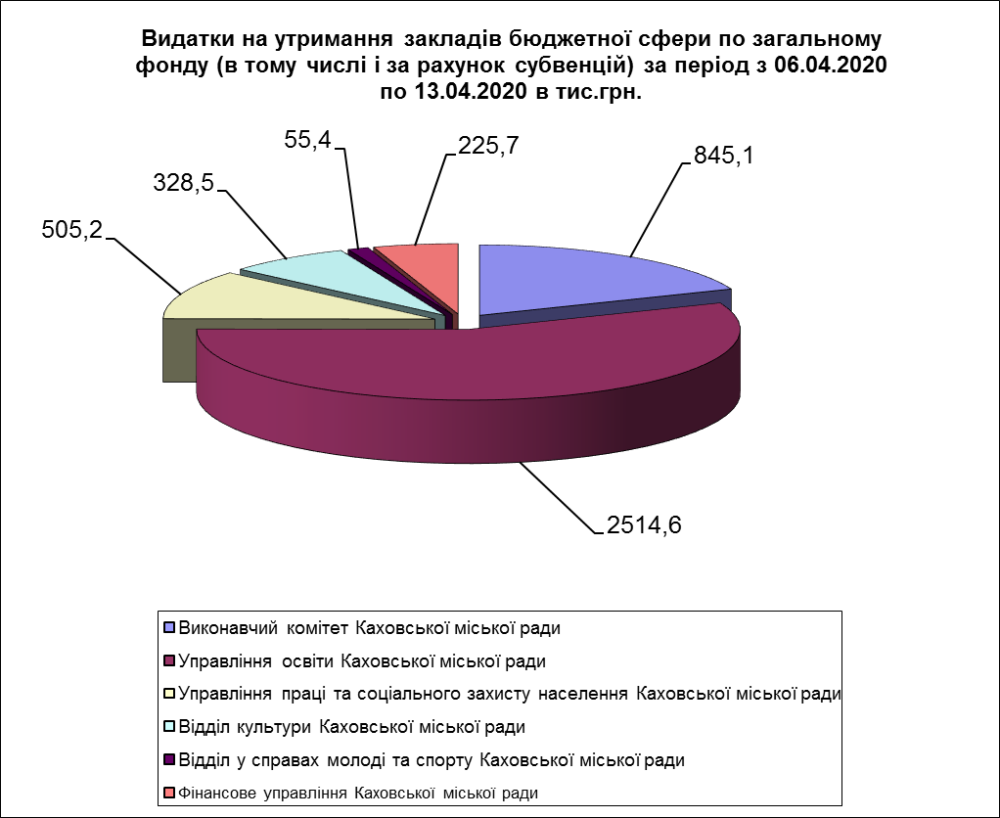 Видатки на утримання закладів бюджетної сфери по загальному
фонду (в тому числі і за рахунок субвенцій) за період з 06.04.2020
по 13.04.2020 в тис.грн.
55,4
225,7
845,1
328,5
505,2
2514,6
Виконавчий комітет Каховської міської ради
Управління освіти Каховської міської ради
Управління праці та соціального захисту населення Каховської міської ради
Відділ культури Каховської міської ради
Відділ у справах молоді та спорту Каховської міської ради
Фінансове управління Каховської міської ради